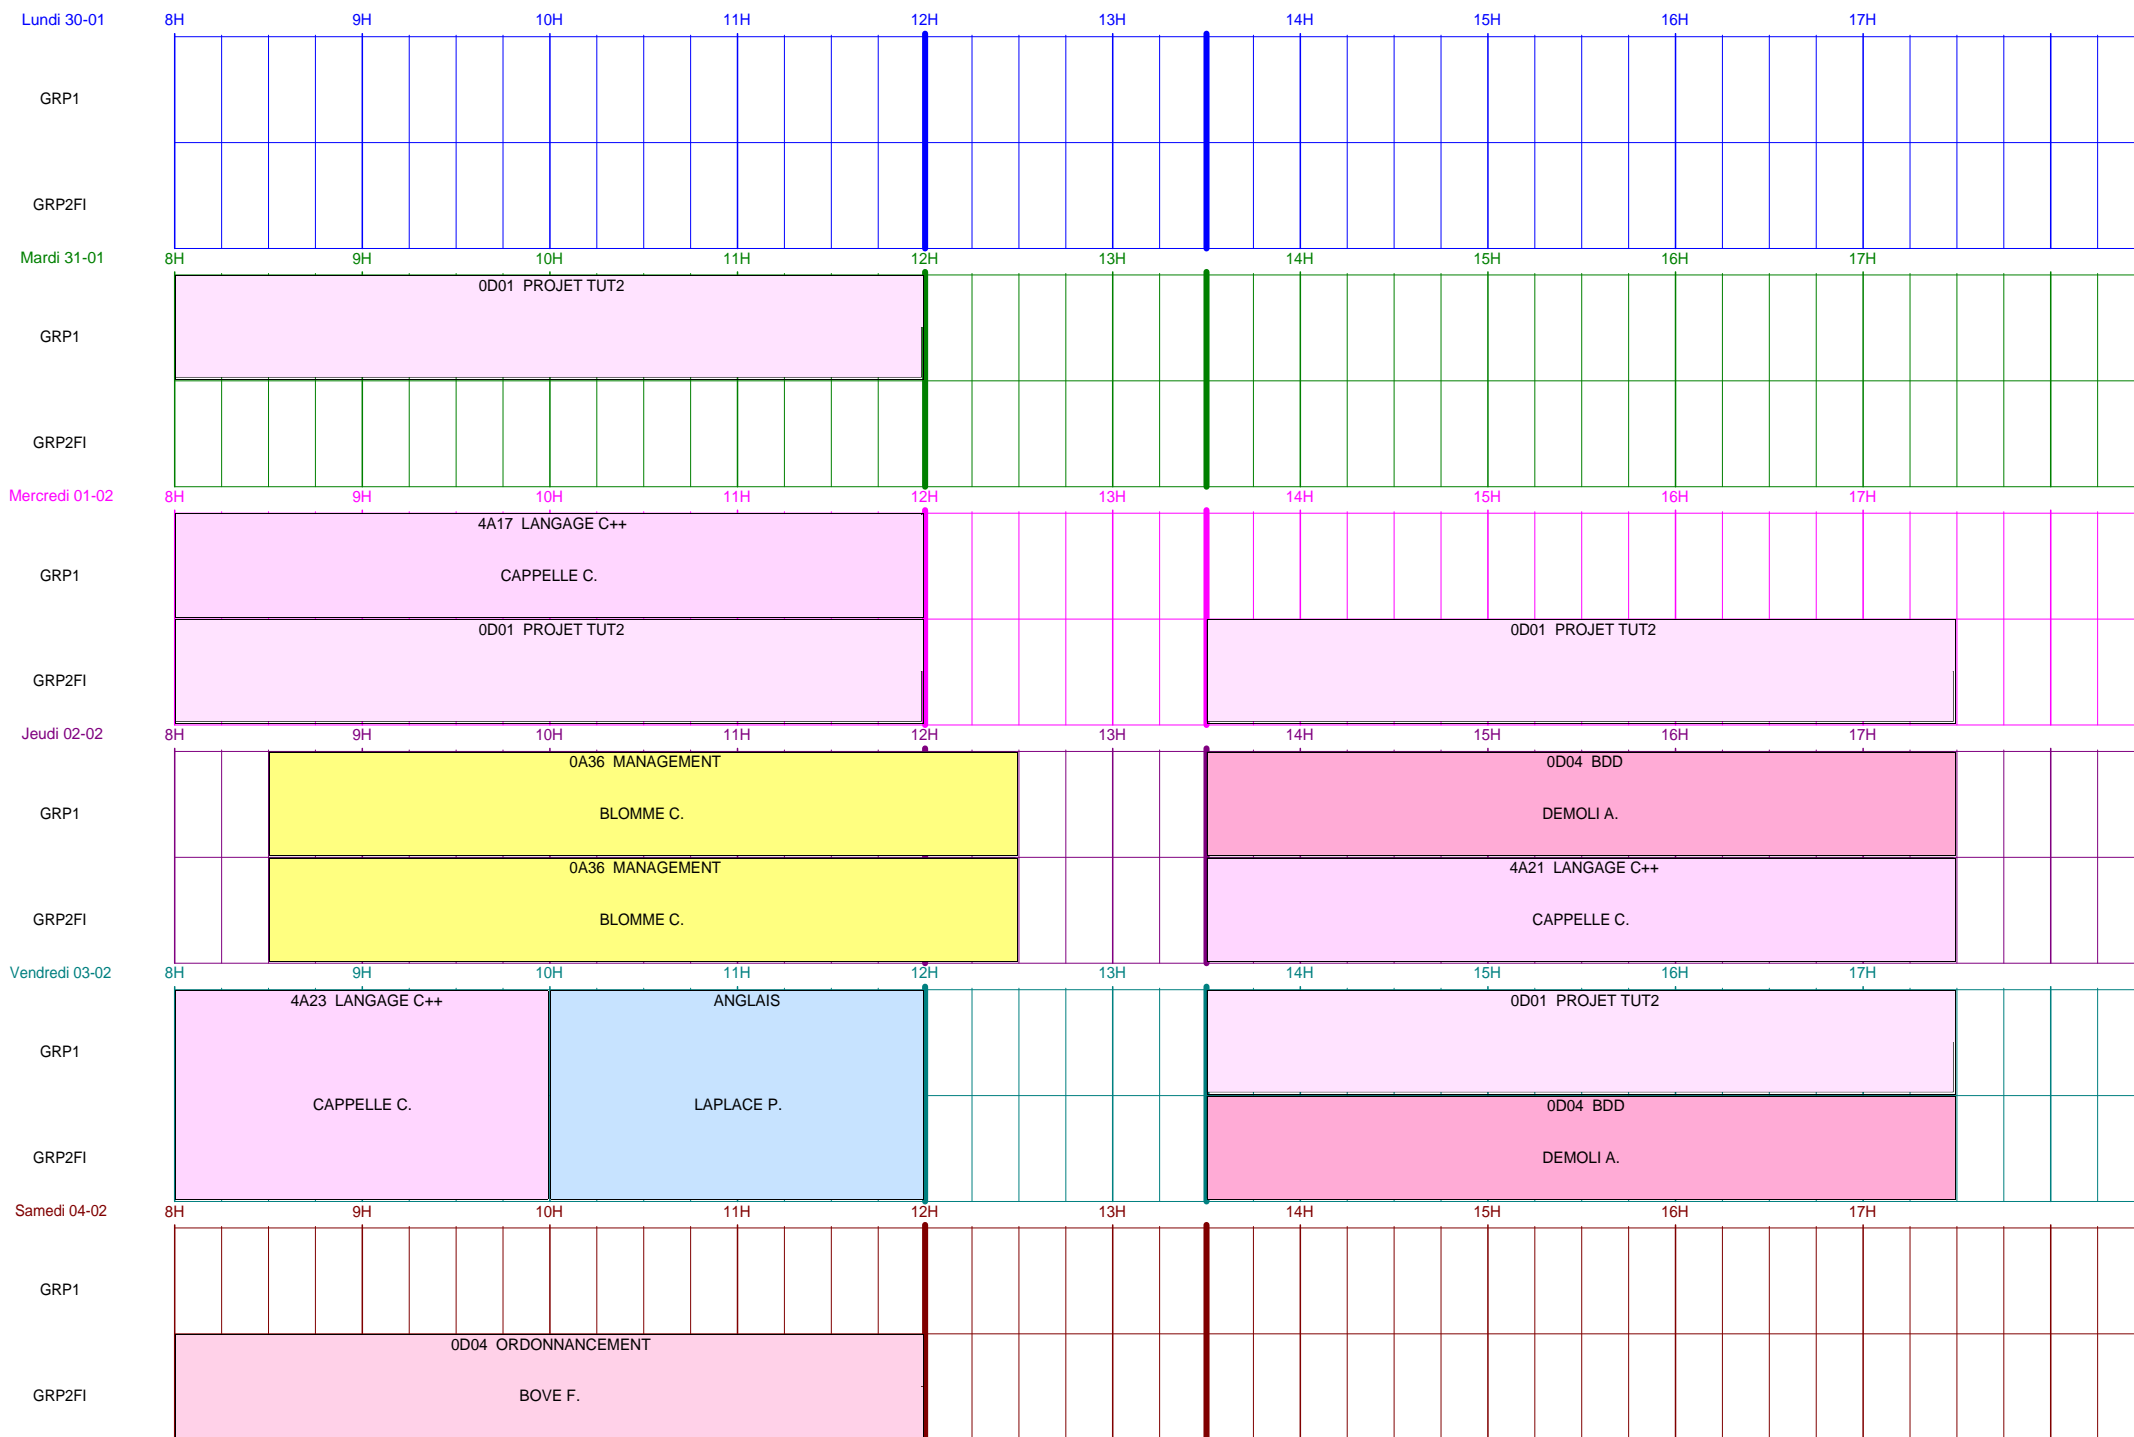 Lundi 30-01 8H 9H 10H 11H 12H 13H 14H 15H 16H 17H
GRP1
GRP2FI
Mardi 31-01 8H 9H 10H 11H 12H 13H 14H 15H 16H 17H
0D01 PROJET TUT2
GRP1
GRP2FI
Mercredi 01-02 8H 9H 10H 11H 12H 13H 14H 15H 16H 17H
4A17 LANGAGE C++
GRP1 CAPPELLE C.
0D01 PROJET TUT2 0D01 PROJET TUT2
GRP2FI
Jeudi 02-02 8H 9H 10H 11H 12H 13H 14H 15H 16H 17H
0A36 MANAGEMENT 0D04 BDD
GRP1 BLOMME C. DEMOLI A.
0A36 MANAGEMENT 4A21 LANGAGE C++
GRP2FI BLOMME C. CAPPELLE C.
Vendredi 03-02 8H 9H 10H 11H 12H 13H 14H 15H 16H 17H
4A23 LANGAGE C++ ANGLAIS 0D01 PROJET TUT2
GRP1
CAPPELLE C. LAPLACE P. 0D04 BDD
GRP2FI DEMOLI A.
Samedi 04-02 8H 9H 10H 11H 12H 13H 14H 15H 16H 17H
GRP1
0D04 ORDONNANCEMENT
GRP2FI BOVE F.